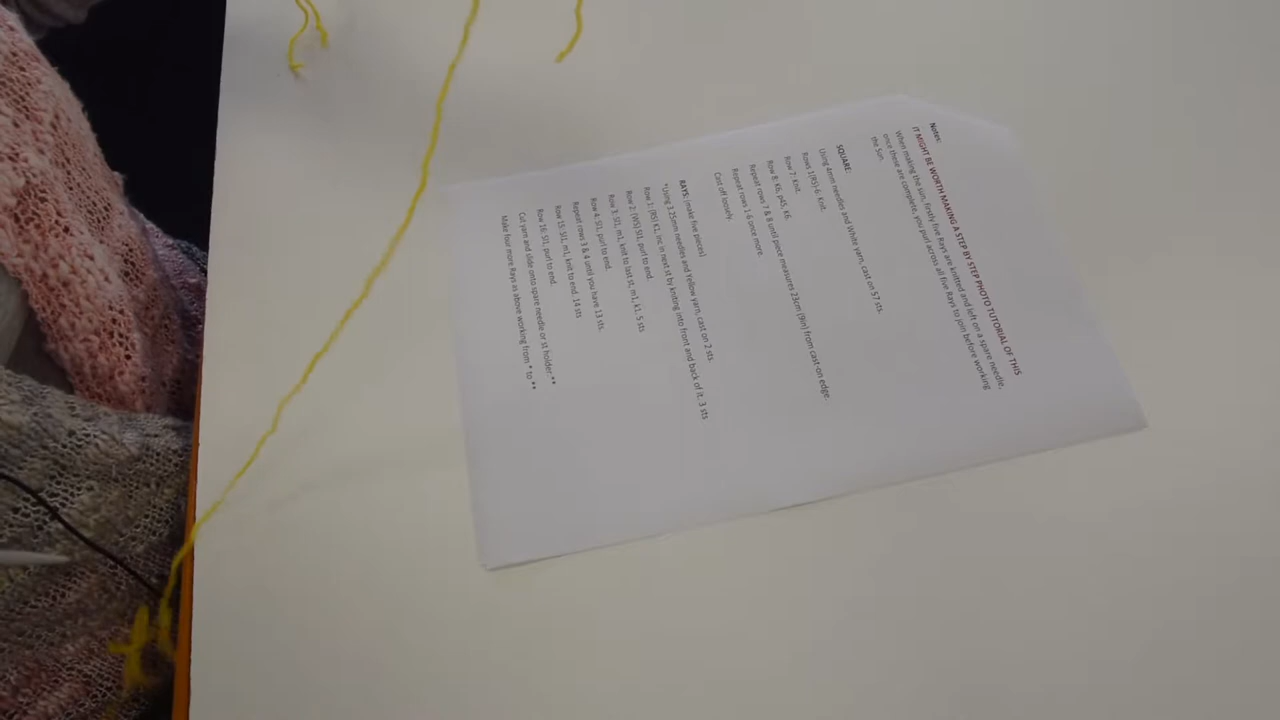 Notes:
IT MIGHT BE WORTH MAKING A STEP BY STEP PHOTO TUTORIAL OF THIS
When making the sun, firstly five Rays are knitted and left on a spare needle,
once these are complete, you purl across all five Rays to join before working
the Sun.
SQUARE:
Using 4mm needles and White yarn, cast on 57 sts.
Rows 1(RS)-6: Knit.
Row 7: Knit.
Row 8: K6, p45, k6.
Repeat rows 7 & 8 until piece measures 23cm (9in) from cast-on edge.
Repeat rows 1-6 once more.
Cast off loosely.
RAYS: (make five pieces)
*Using 3.25mm needles and Yellow yarn, cast on 2 sts.
Row 1: (RS) K1, inc in next st by kniting into front and back of it. 3 sts
Row 2: (WS) Sl1, purl to end.
Row 3: Sl1, m1, knit to last st, m1, k1. 5 sts
Row 4: Sl1, purl to end.
Repeat rows 3 & 4 until you have 13 sts.
Row 15: Sl1, m1, knit to end. 14 sts
Row 16: Sl1, purl to end.
Cut yarn and slide onto spare needle or st holder.**
Make four more Rays as above working from * to **